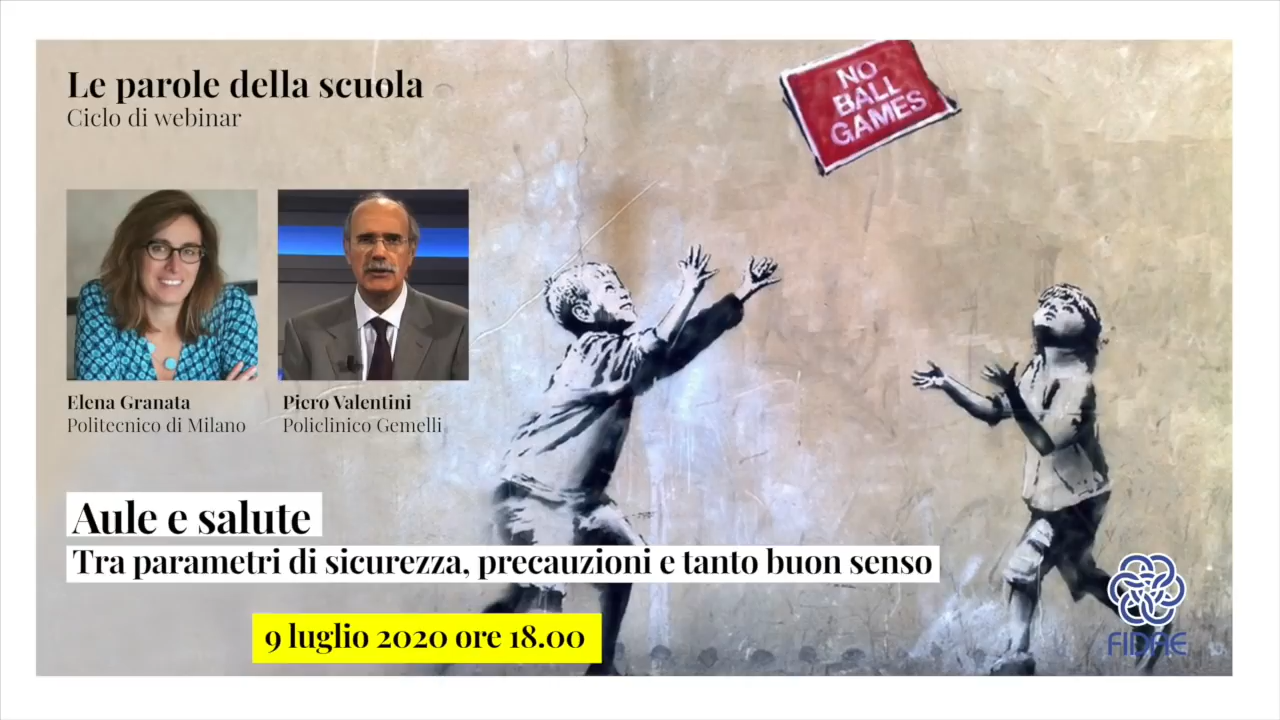 Le parole della scuola
Ciclo di webinar
NO
BALL
GAMES
Elena Granata
Politecnico di Milano
Piero Valentini
Policlinico Gemelli
Aule e salute
Tra parametri di sicurezza, precauzioni e tanto buon senso
9 luglio 2020 ore 18.00
FIDAE